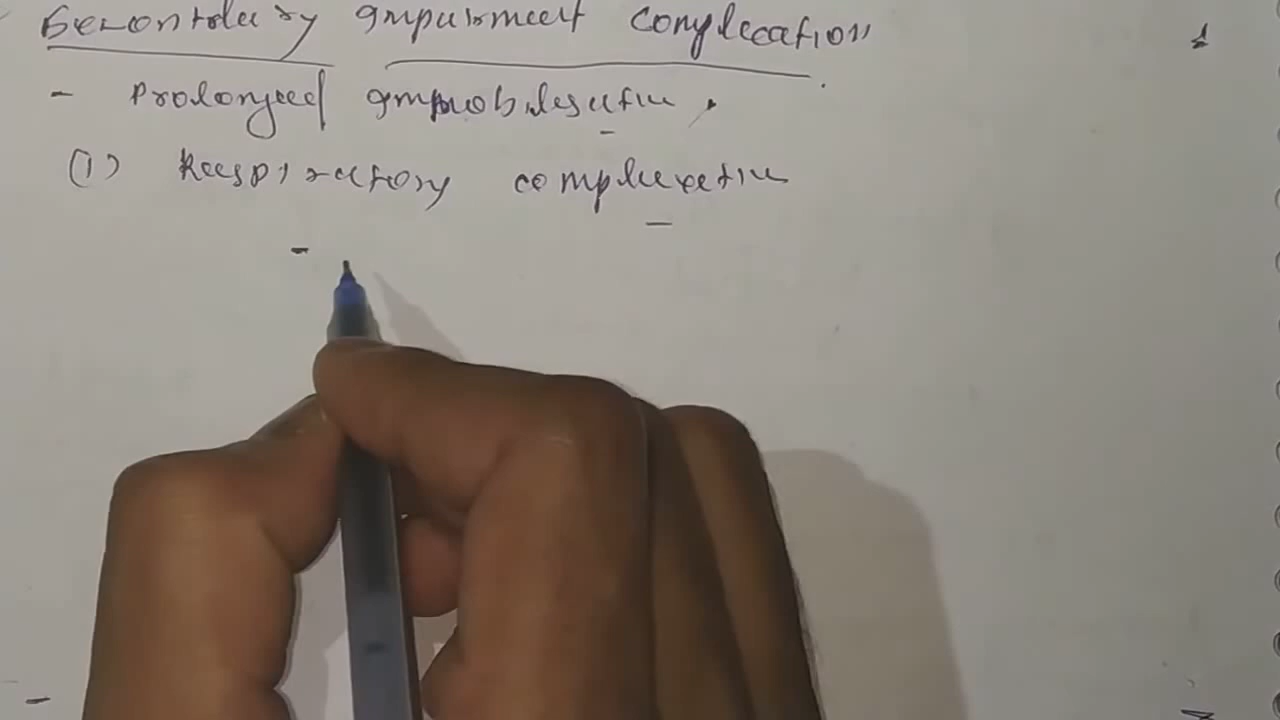 Secondary Impairment Complication
- Prolonged Immobilisation
(1) Respiratory complication
-